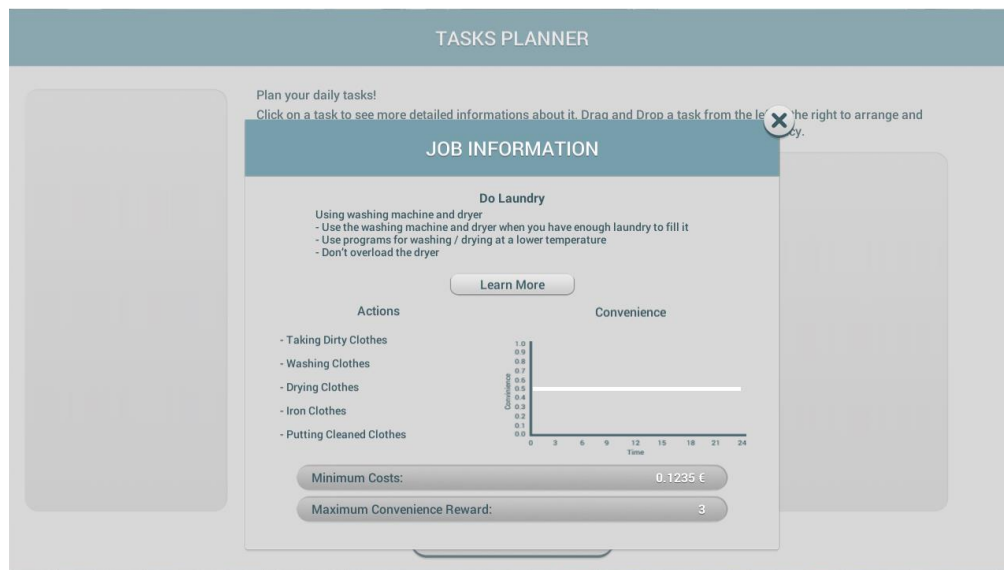 TASKS PLANNER
Plan your daily tasks!
Click on a task to see more detailed informations about it. Drag and Drop a task from the le the right to arrange and
cy.
JOB INFORMATION
Do Laundry
Using washing machine and dryer
- Use the washing machine and dryer when you have enough laundry to fill it
- Use programs for washing / drying at a lower temperature
- Don't overload the dryer
Learn More
Actions
- Taking Dirty Clothes
- Washing Clothes
- Drying Clothes
- Iron Clothes
- Putting Cleaned Clothes
Convenience
Convinience
1.0
0.9
0.8
0.7
0.6
0.5
0.4
0.3
0.2
0.1
0.0
0 3 6 9 12 15 18 21 24
Time
Minimum Costs: 0.1235 €
Maximum Convenience Reward: 3